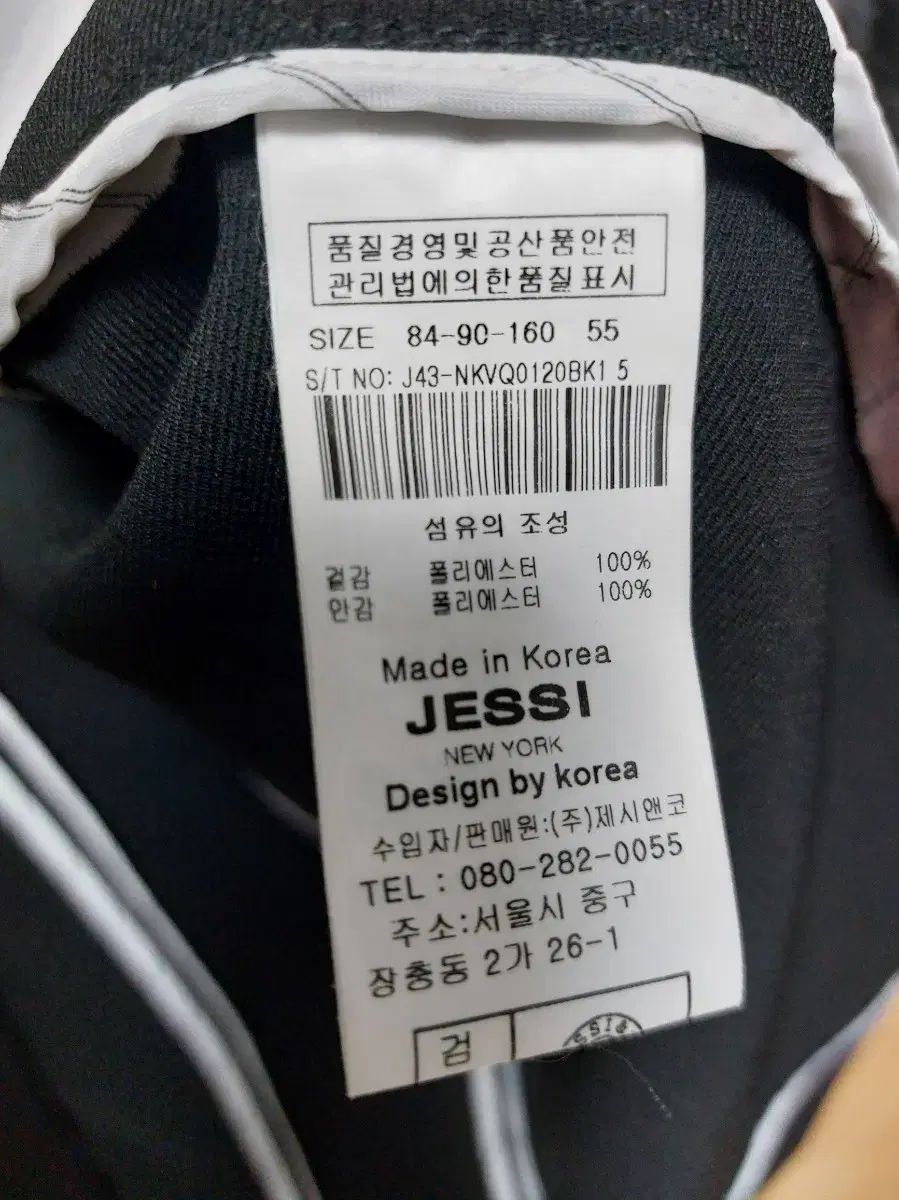 품질경영및공산품안전
관리법에의한품질표시
SIZE 84-90-160 55
S/T NO: J43-NKVQ0120BK1 5
섬유의 조성
겉감 폴리에스터 100%
안감 폴리에스터 100%
Made in Korea
JESSI
NEW YORK
Design by korea
수입자/판매원:(주)제시앤코
TEL : 080-282-0055
주소:서울시 중구
장충동 2가 26-1
검